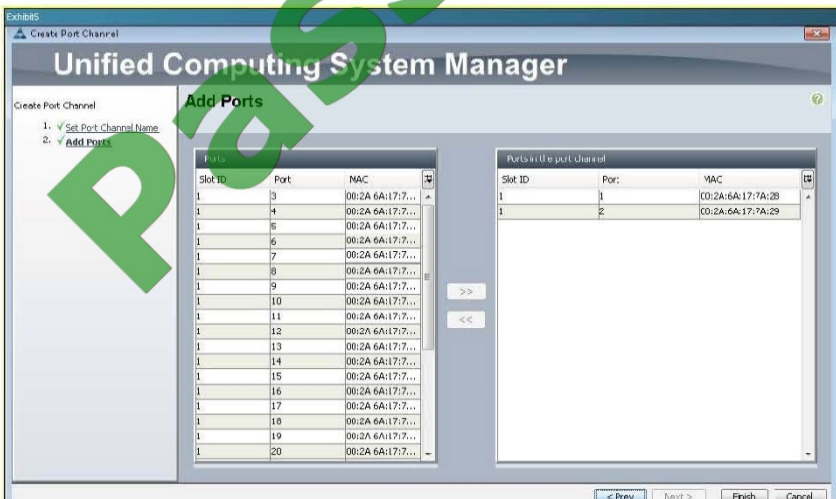 ExhibitS
Create Port Channel
Unified Computing System Manager
Create Port Channel
1. Set Port Channel Name
2. Add Ports
Add Ports
Ports
Slot ID Port MAC
1 3 00:2A 6A:17:7...
1 4 00:2A 6A:17:7...
1 5 00:2A 6A:17:7...
1 6 00:2A 6A:17:7...
1 7 00:2A 6A:17:7...
1 8 00:2A 6A:17:7...
1 9 00:2A 6A:17:7...
1 10 00:2A 6A:17:7...
1 11 00:2A 6A:17:7...
1 12 00:2A 6A:17:7...
1 13 00:2A 6A:17:7...
1 14 00:2A 6A:17:7...
1 15 00:2A 6A:17:7...
1 16 00:2A 6A:17:7...
1 17 00:2A 6A:17:7...
1 18 00:2A 6A:17:7...
1 19 00:2A 6A:17:7...
1 20 00:2A 6A:17:7...
>>
<<
Ports in the port channel
Slot ID Port MAC
1 1 C0:2A:6A:17:7A:28
1 2 C0:2A:6A:17:7A:29
< Prev Next > Finish Cancel
Pass